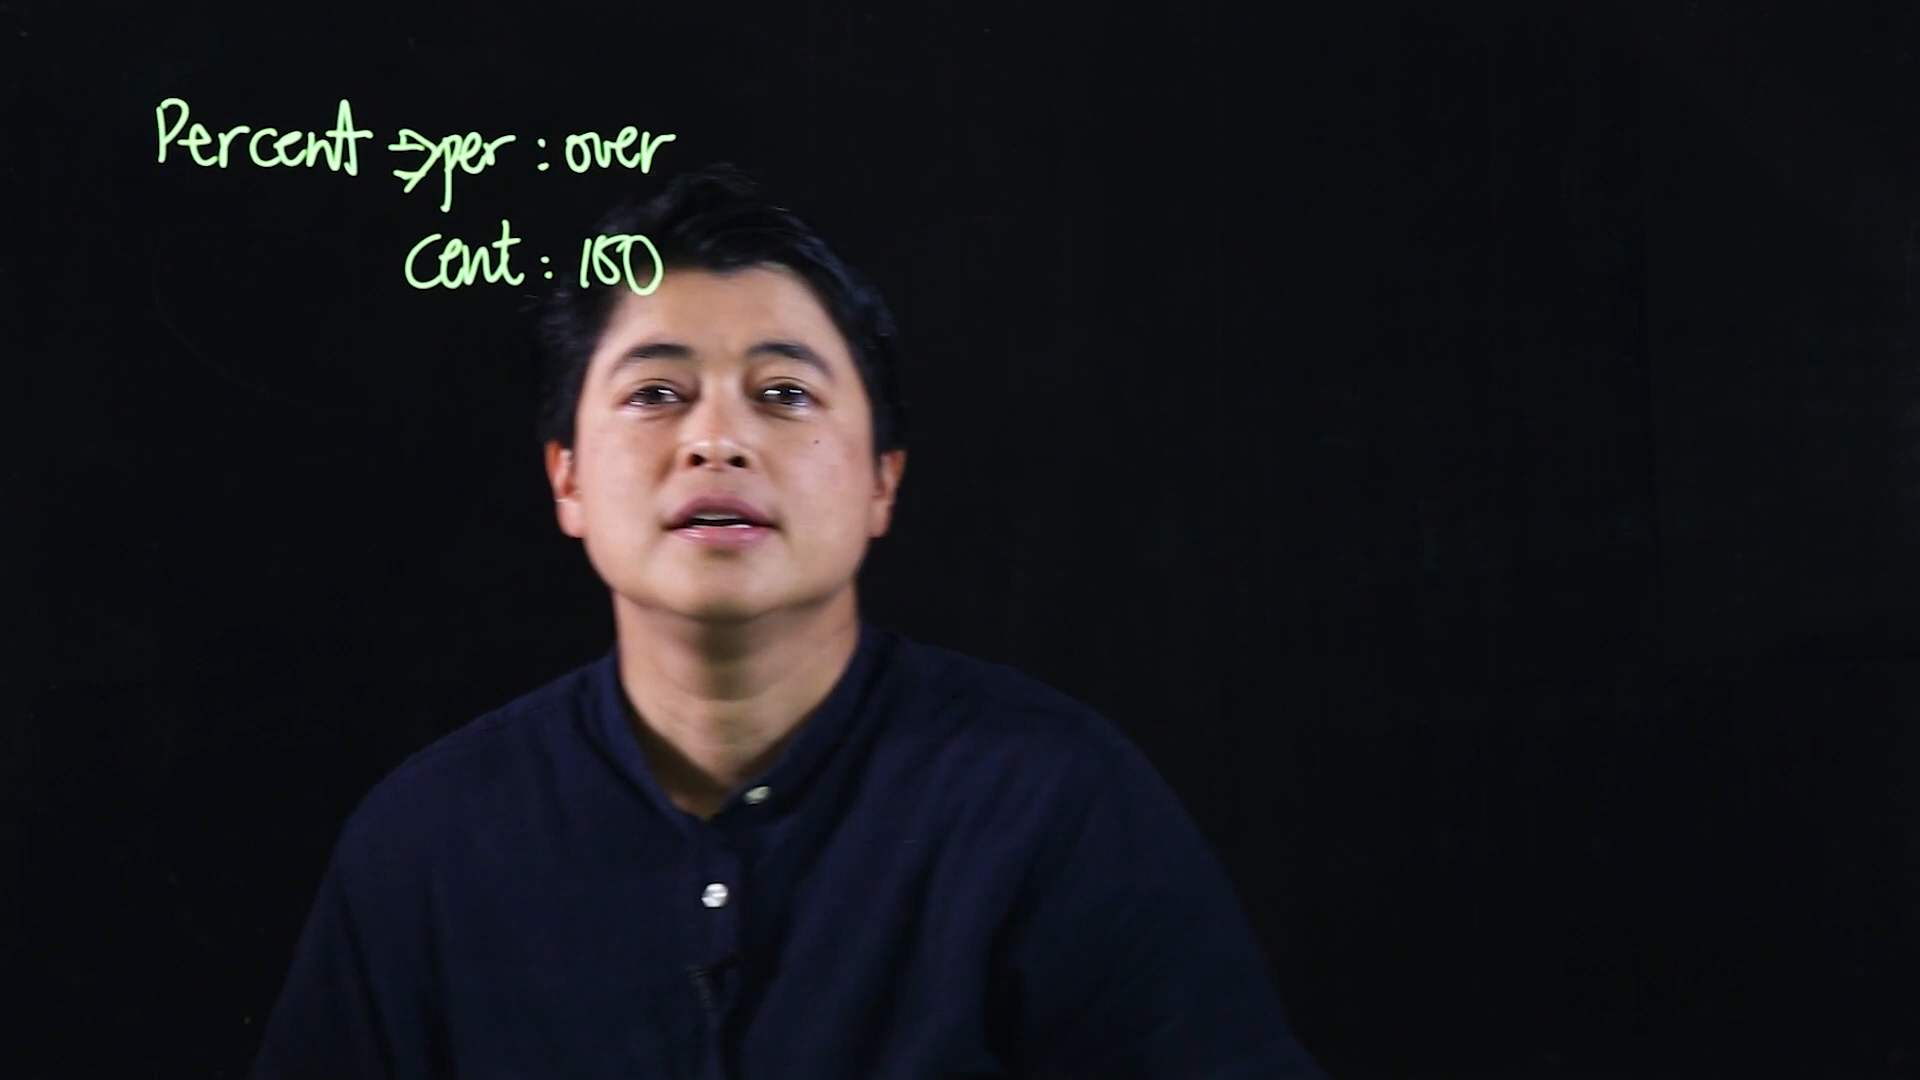 Percent ⇒ per : over
cent : 100